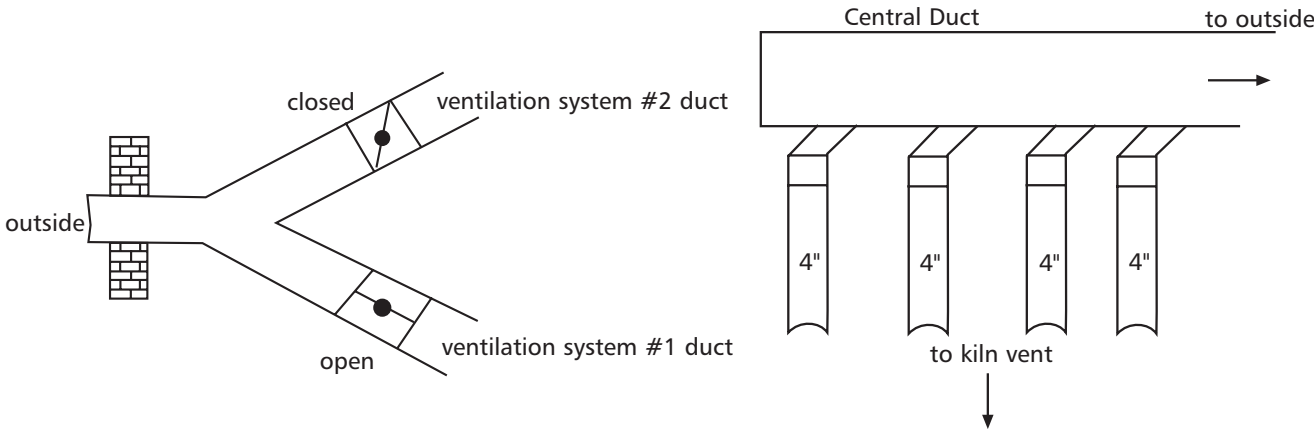 closed
ventilation system #2 duct
outside
open
ventilation system #1 duct
Central Duct
to outside
4"
4"
4"
4"
to kiln vent